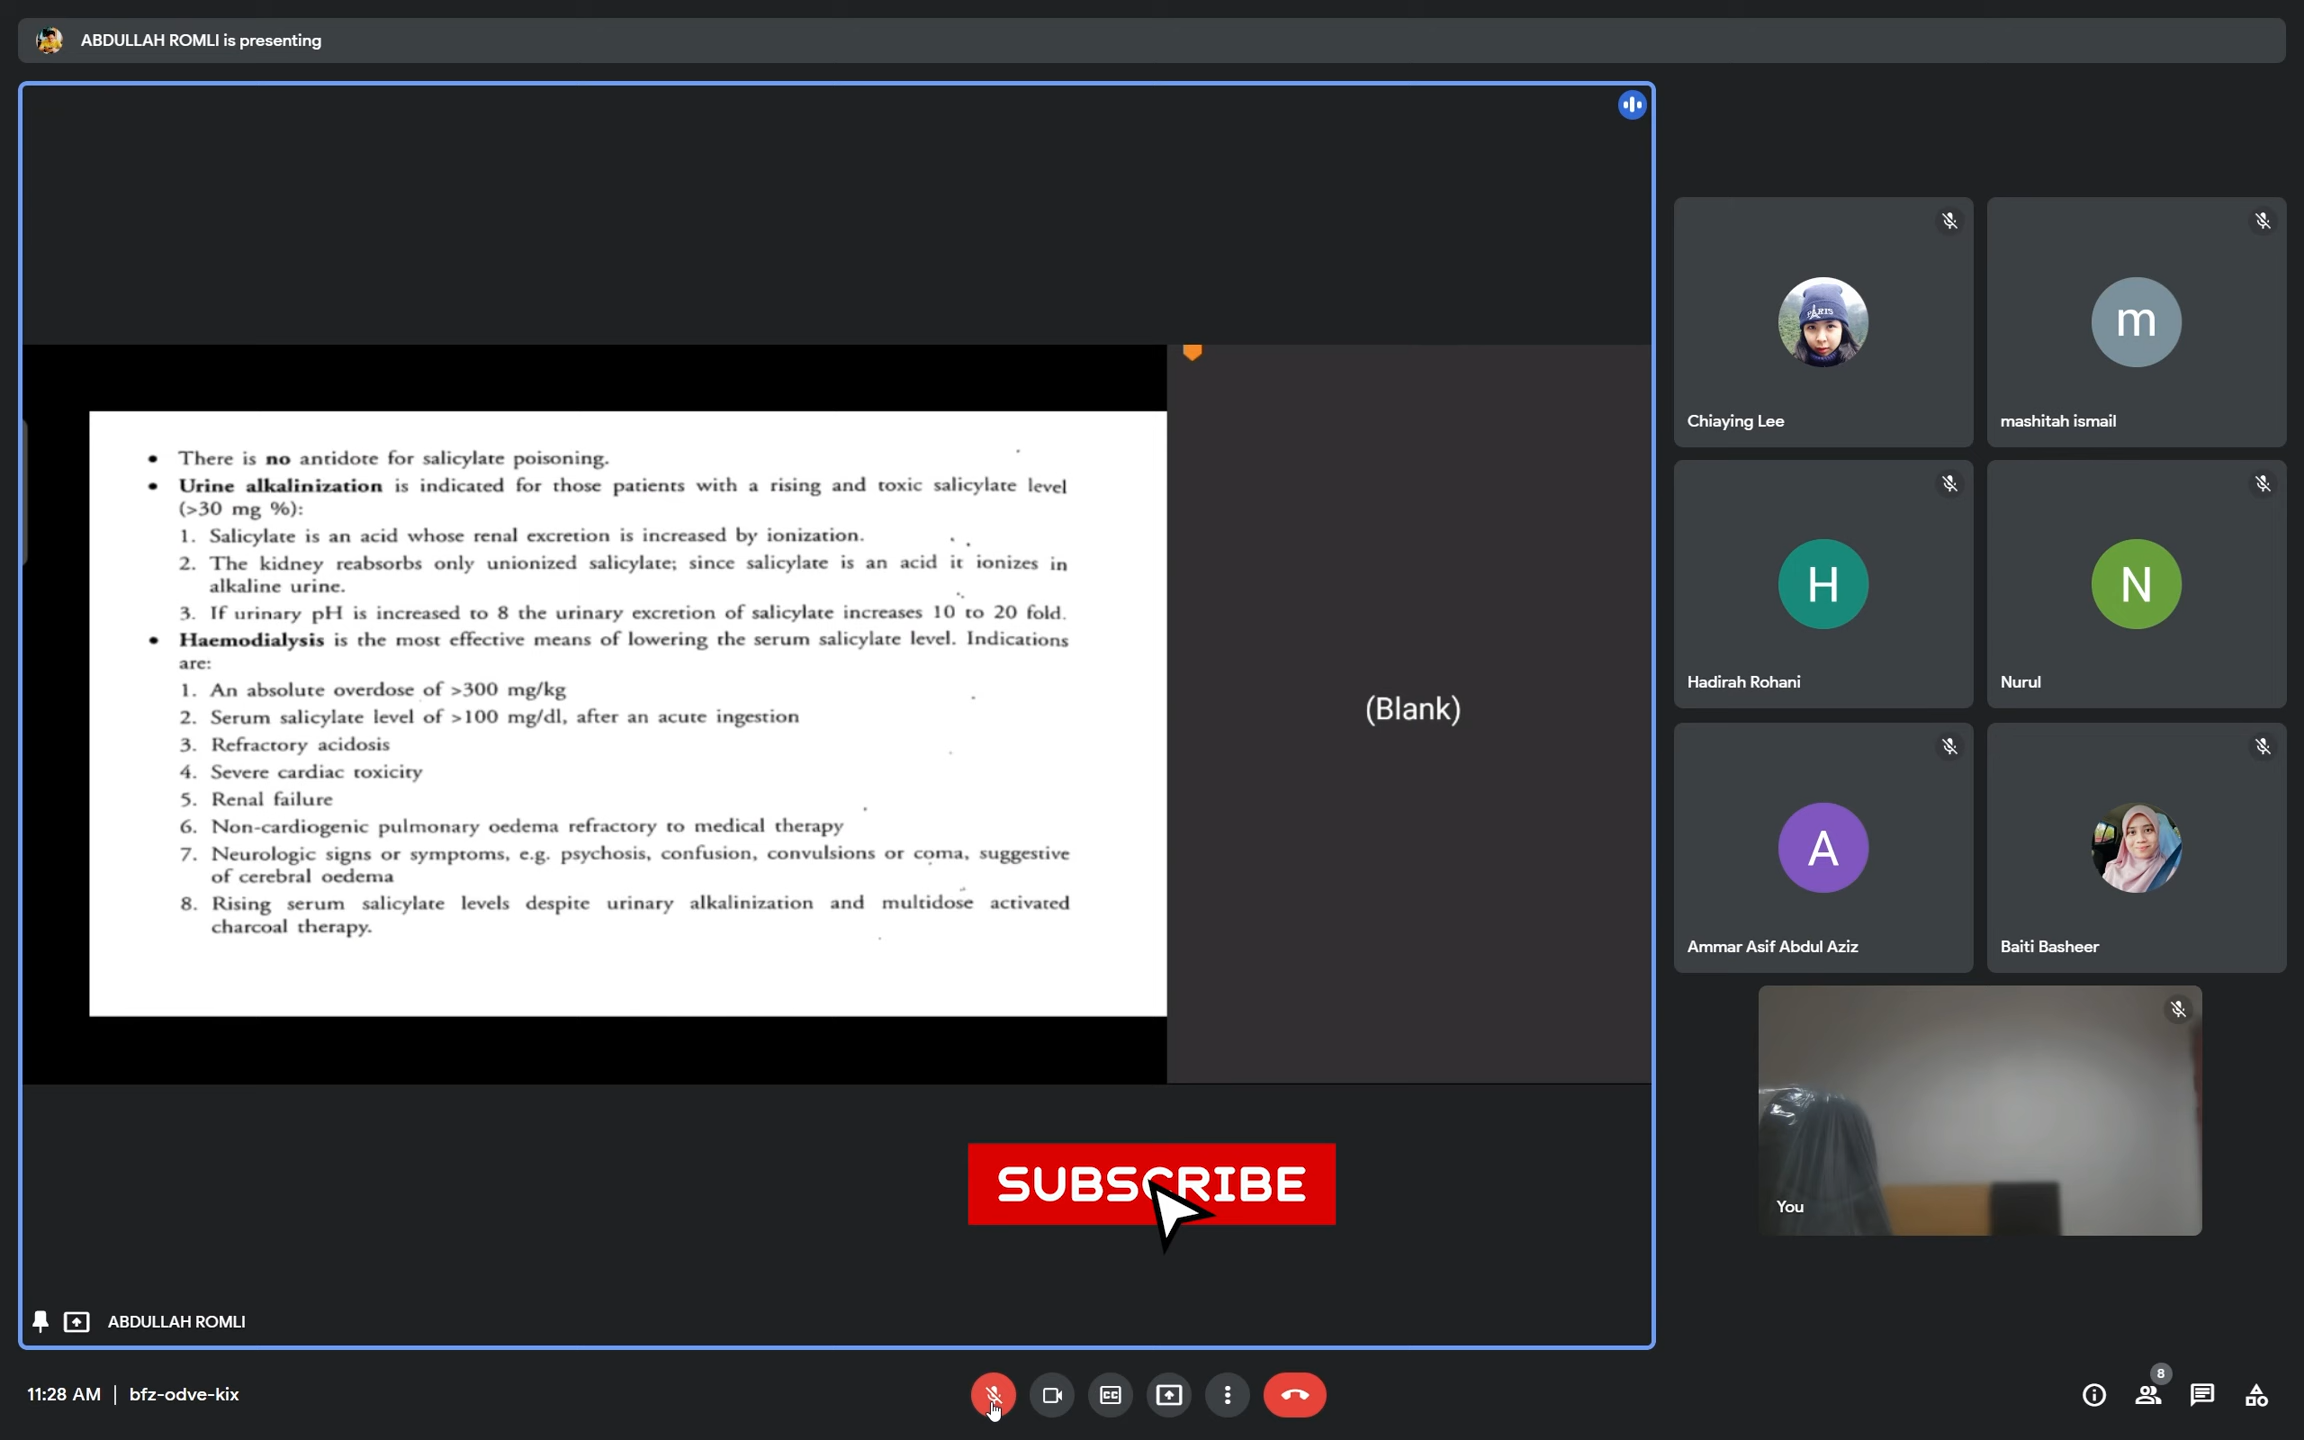 ABDULLAH ROMLI is presenting
• There is no antidote for salicylate poisoning.
• Urine alkalinization is indicated for those patients with a rising and toxic salicylate level
(>30 mg %):
1. Salicylate is an acid whose renal excretion is increased by ionization.
2. The kidney reabsorbs only unionized salicylate; since salicylate is an acid it ionizes in
alkaline urine.
3. If urinary pH is increased to 8 the urinary excretion of salicylate increases 10 to 20 fold.
• Haemodialysis is the most effective means of lowering the serum salicylate level. Indications
are:
1. An absolute overdose of >300 mg/kg
2. Serum salicylate level of >100 mg/dl, after an acute ingestion
3. Refractory acidosis
4. Severe cardiac toxicity
5. Renal failure
6. Non-cardiogenic pulmonary oedema refractory to medical therapy
7. Neurologic signs or symptoms, e.g. psychosis, confusion, convulsions or coma, suggestive
of cerebral oedema
8. Rising serum salicylate levels despite urinary alkalinization and multidose activated
charcoal therapy.
(Blank)
SUBSCRIBE
ABDULLAH ROMLI
PARIS
Chiaying Lee
m
mashitah ismail
H
Hadirah Rohani
N
Nurul
A
Ammar Asif Abdul Aziz
Baiti Basheer
You
11:28 AM | bfz-odve-kix
CC
8